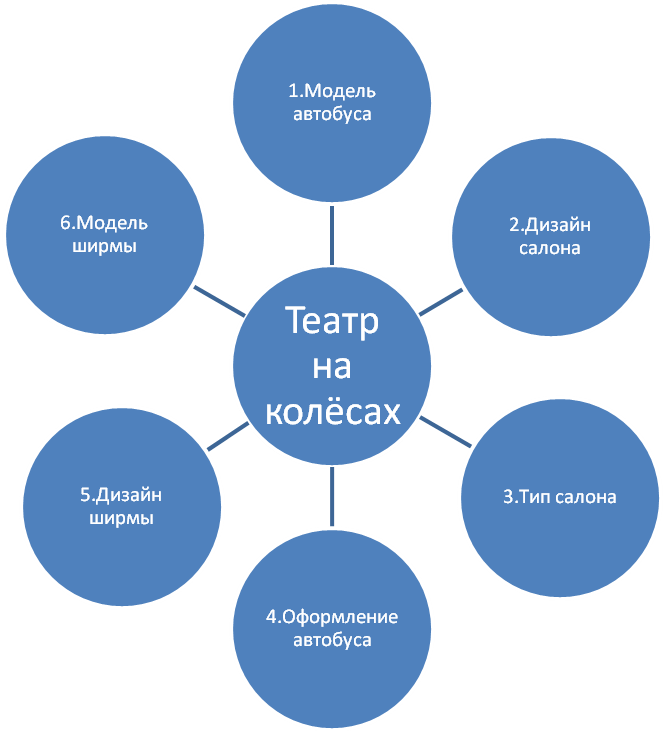 1.Модель
автобуса
2.Дизайн
салона
3.Тип салона
4.Оформление
автобуса
5.Дизайн
ширмы
6.Модель
ширмы
Театр
на
колёсах